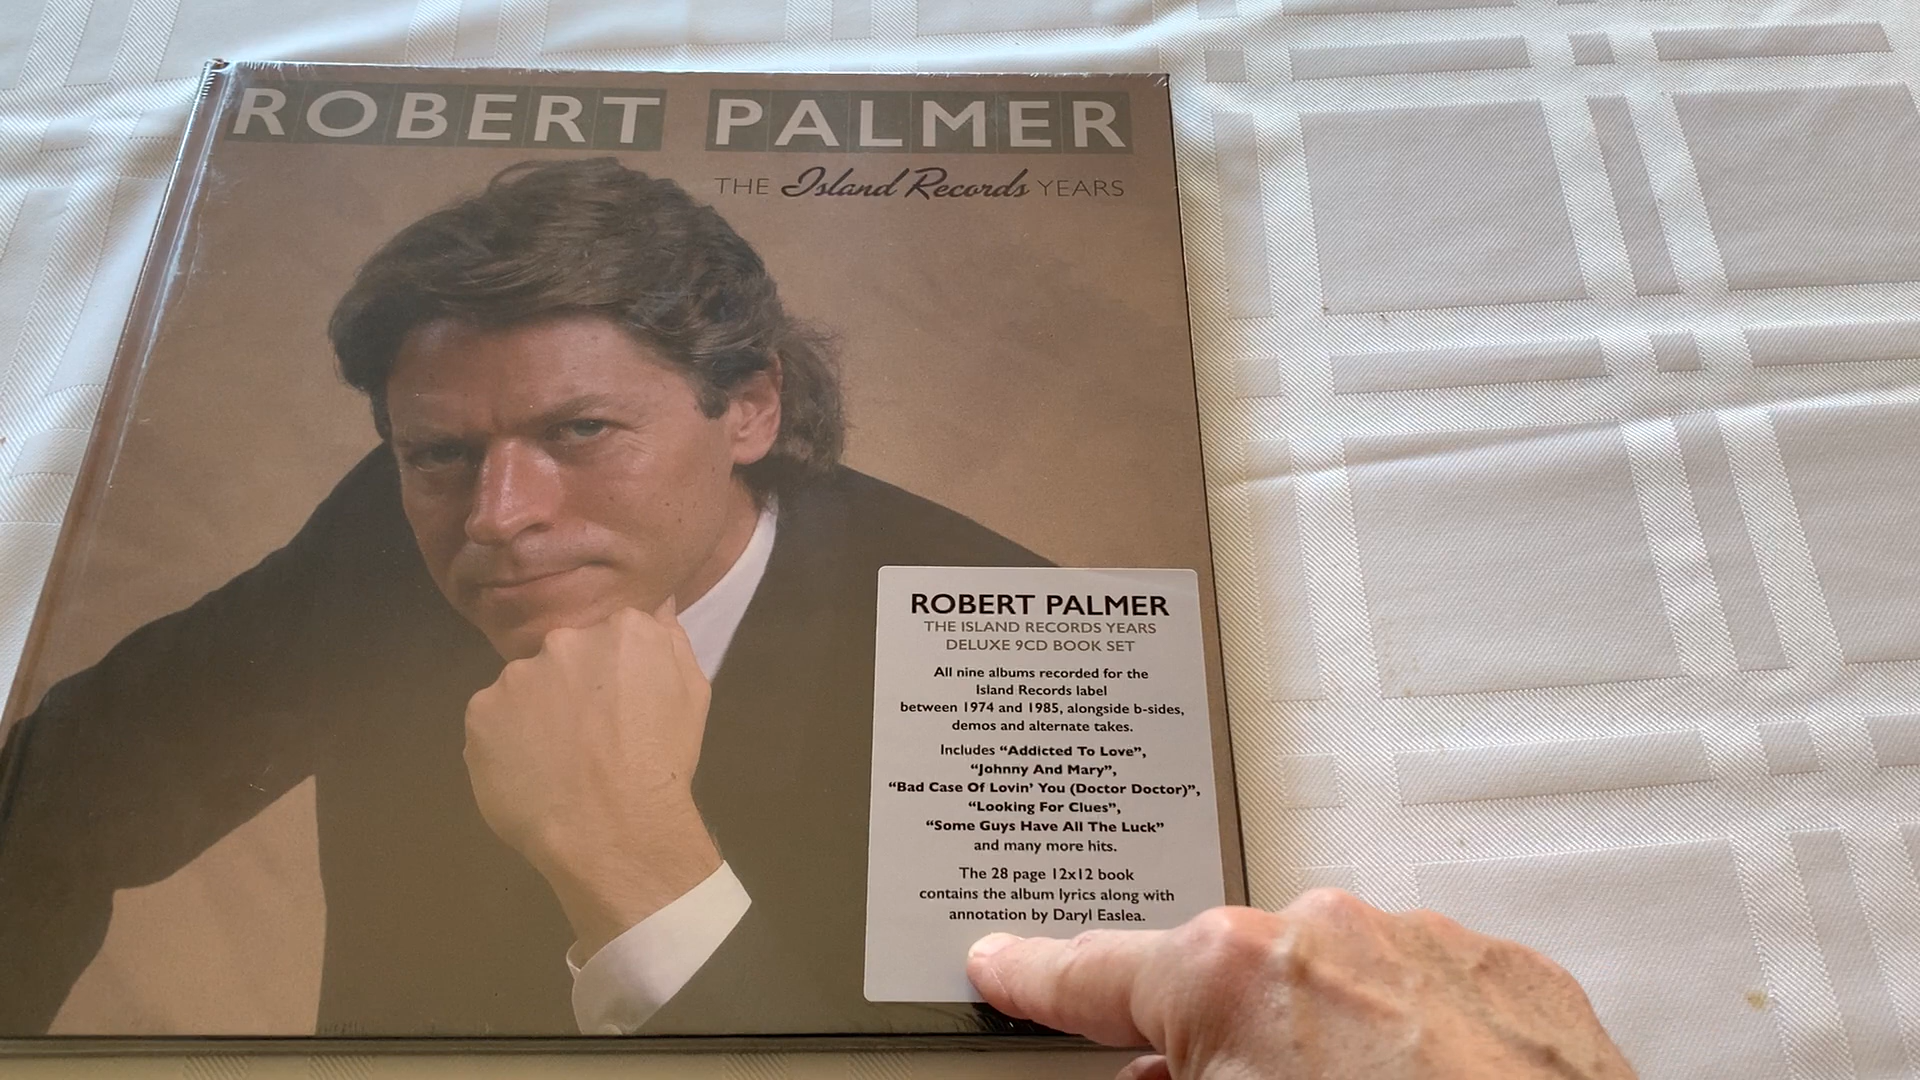 ROBERT PALMER
THE Island Records YEARS
ROBERT PALMER
THE ISLAND RECORDS YEARS
DELUXE 9CD BOOK SET
All nine albums recorded for the
Island Records label
between 1974 and 1985, alongside b-sides,
demos and alternate takes.
Includes “Addicted To Love”,
“Johnny And Mary”,
“Bad Case Of Lovin’ You (Doctor Doctor)”,
“Looking For Clues”,
“Some Guys Have All The Luck”
and many more hits.
The 28 page 12x12 book
contains the album lyrics along with
annotation by Daryl Easlea.